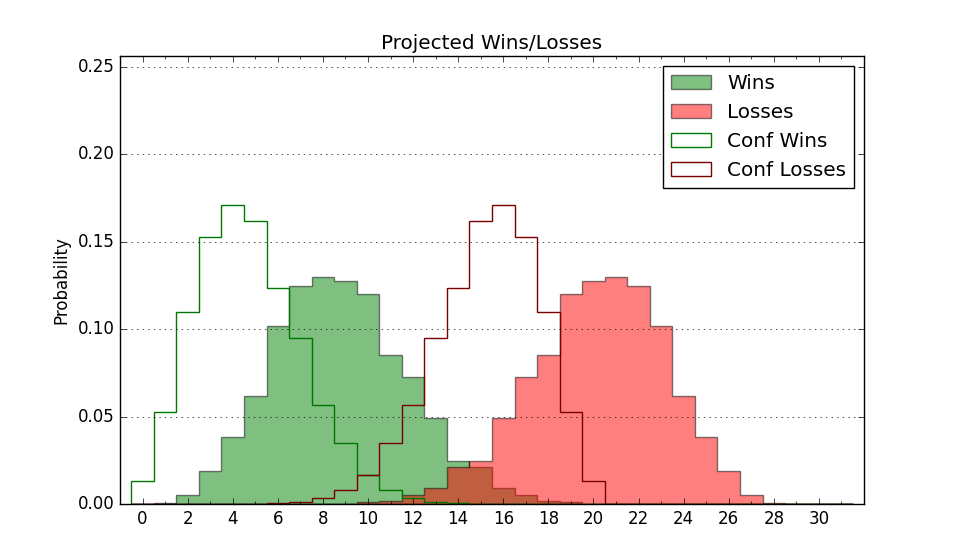 Projected Wins/Losses
0.25
0.20
0.15
0.10
0.05
0.00
Probability
Wins
Losses
Conf Wins
Conf Losses
0 2 4 6 8 10 12 14 16 18 20 22 24 26 28 30